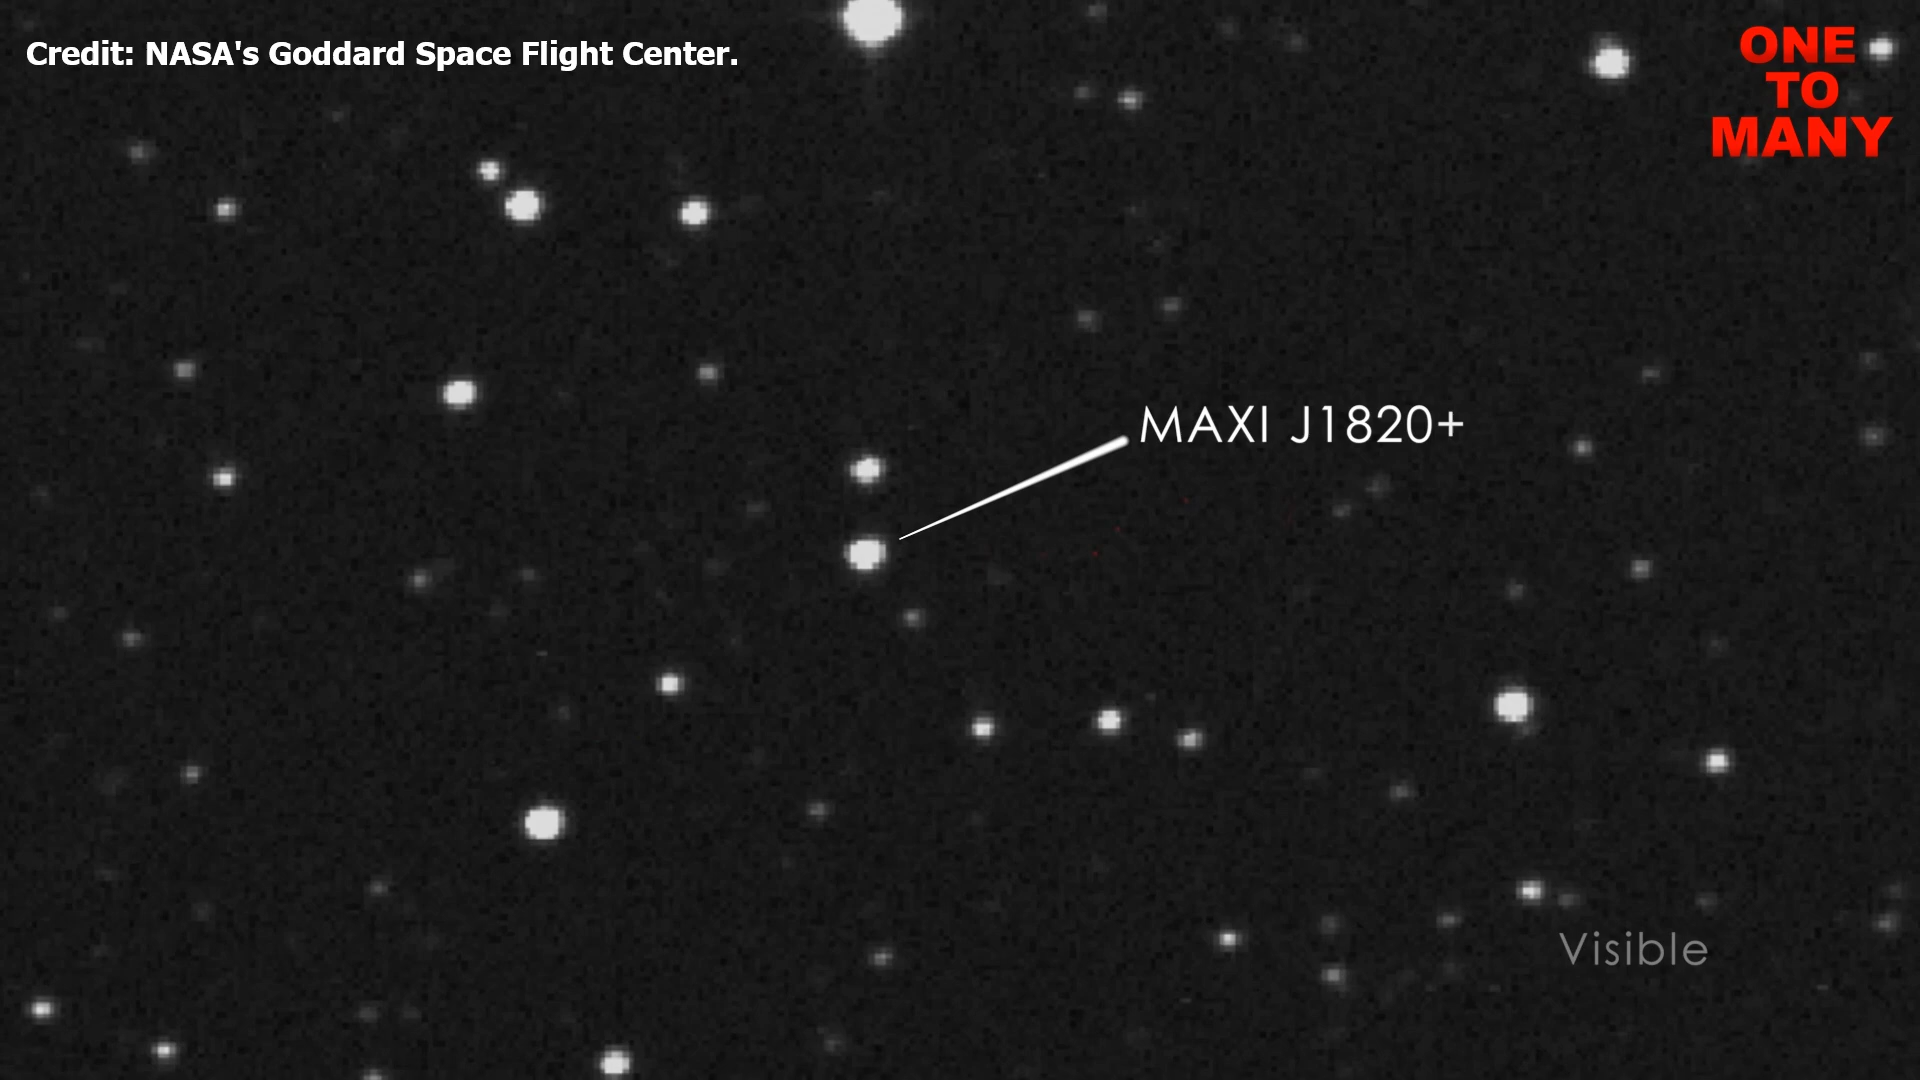 Credit: NASA's Goddard Space Flight Center.
ONE
TO
MANY
MAXI J1820+
Visible